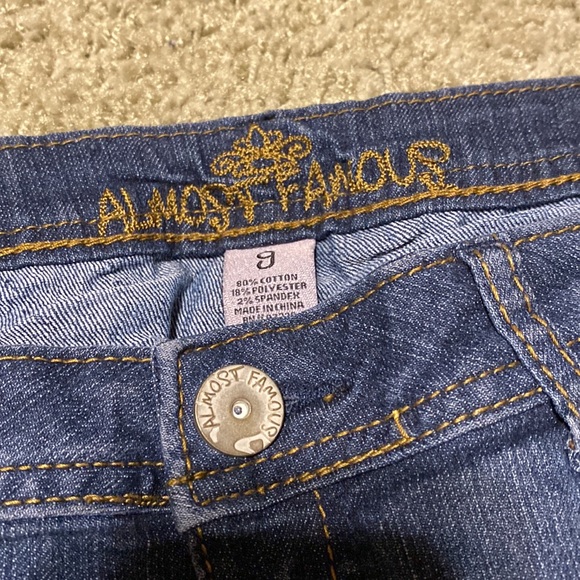 ALMOST FAMOUS
9
80% COTTON
18% POLYESTER
2% SPANDEX
MADE IN CHINA
ALMOST FAMOUS